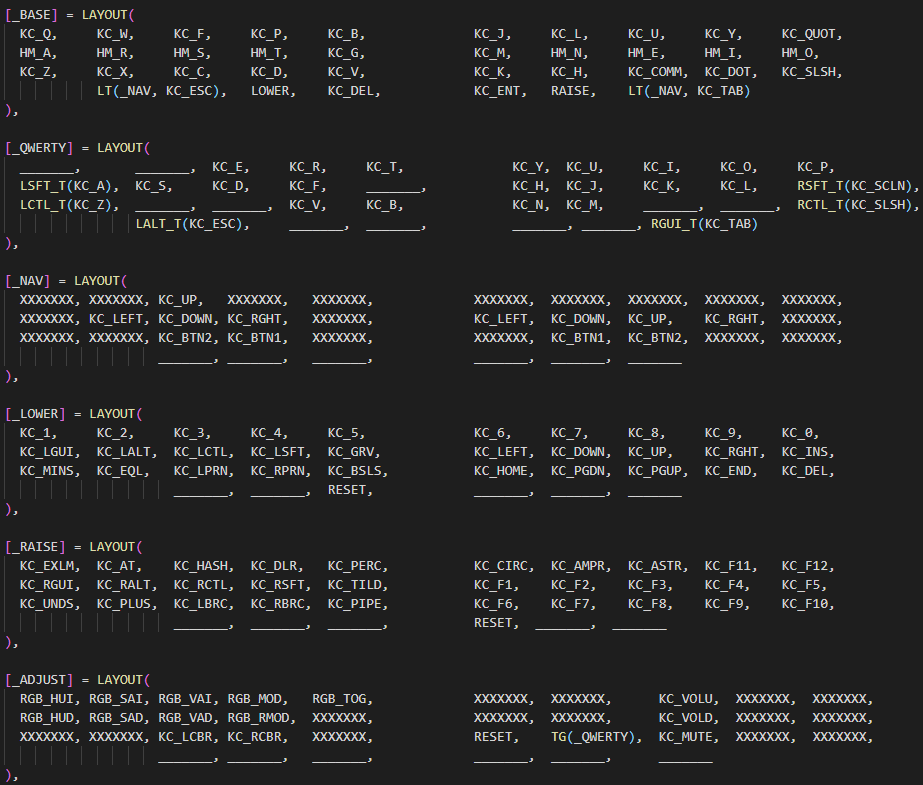 [_BASE] = LAYOUT(
KC_Q, KC_W, KC_F, KC_P, KC_B, KC_J, KC_L, KC_U, KC_Y, KC_QUOT,
HM_A, HM_R, HM_S, HM_T, KC_G, KC_M, HM_N, HM_E, HM_I, HM_O,
KC_Z, KC_X, KC_C, KC_D, KC_V, KC_K, KC_H, KC_COMM, KC_DOT, KC_SLSH,
LT(_NAV, KC_ESC), LOWER, KC_DEL, KC_ENT, RAISE, LT(_NAV, KC_TAB)
),
[_QWERTY] = LAYOUT(
_______, _______, KC_E, KC_R, KC_T, KC_Y, KC_U, KC_I, KC_O, KC_P,
LSFT_T(KC_A), KC_S, KC_D, KC_F, _______, KC_H, KC_J, KC_K, KC_L, RSFT_T(KC_SCLN),
LCTL_T(KC_Z), _______, _______, KC_V, KC_B, KC_N, KC_M, _______, _______, RCTL_T(KC_SLSH),
LALT_T(KC_ESC), _______, _______, _______, _______, RGUI_T(KC_TAB)
),
[_NAV] = LAYOUT(
XXXXXXX, XXXXXXX, KC_UP, XXXXXXX, XXXXXXX, XXXXXXX, XXXXXXX, XXXXXXX, XXXXXXX, XXXXXXX,
XXXXXXX, KC_LEFT, KC_DOWN, KC_RGHT, XXXXXXX, KC_LEFT, KC_DOWN, KC_UP, KC_RGHT, XXXXXXX,
XXXXXXX, XXXXXXX, KC_BTN2, KC_BTN1, XXXXXXX, XXXXXXX, KC_BTN1, KC_BTN2, XXXXXXX, XXXXXXX,
_______, _______, _______, _______, _______, _______
),
[_LOWER] = LAYOUT(
KC_1, KC_2, KC_3, KC_4, KC_5, KC_6, KC_7, KC_8, KC_9, KC_0,
KC_LGUI, KC_LALT, KC_LCTL, KC_LSFT, KC_GRV, KC_LEFT, KC_DOWN, KC_UP, KC_RGHT, KC_INS,
KC_MINS, KC_EQL, KC_LPRN, KC_RPRN, KC_BSLS, KC_HOME, KC_PGDN, KC_PGUP, KC_END, KC_DEL,
_______, _______, RESET, _______, _______, _______
),
[_RAISE] = LAYOUT(
KC_EXLM, KC_AT, KC_HASH, KC_DLR, KC_PERC, KC_CIRC, KC_AMPR, KC_ASTR, KC_F11, KC_F12,
KC_RGUI, KC_RALT, KC_RCTL, KC_RSFT, KC_TILD, KC_F1, KC_F2, KC_F3, KC_F4, KC_F5,
KC_UNDS, KC_PLUS, KC_LBRC, KC_RBRC, KC_PIPE, KC_F6, KC_F7, KC_F8, KC_F9, KC_F10,
_______, _______, _______, RESET, _______, _______
),
[_ADJUST] = LAYOUT(
RGB_HUI, RGB_SAI, RGB_VAI, RGB_MOD, RGB_TOG, XXXXXXX, XXXXXXX, KC_VOLU, XXXXXXX, XXXXXXX,
RGB_HUD, RGB_SAD, RGB_VAD, RGB_RMOD, XXXXXXX, XXXXXXX, XXXXXXX, KC_VOLD, XXXXXXX, XXXXXXX,
XXXXXXX, XXXXXXX, KC_LCBR, KC_RCBR, XXXXXXX, RESET, TG(_QWERTY), KC_MUTE, XXXXXXX, XXXXXXX,
_______, _______, _______, _______, _______, _______
),